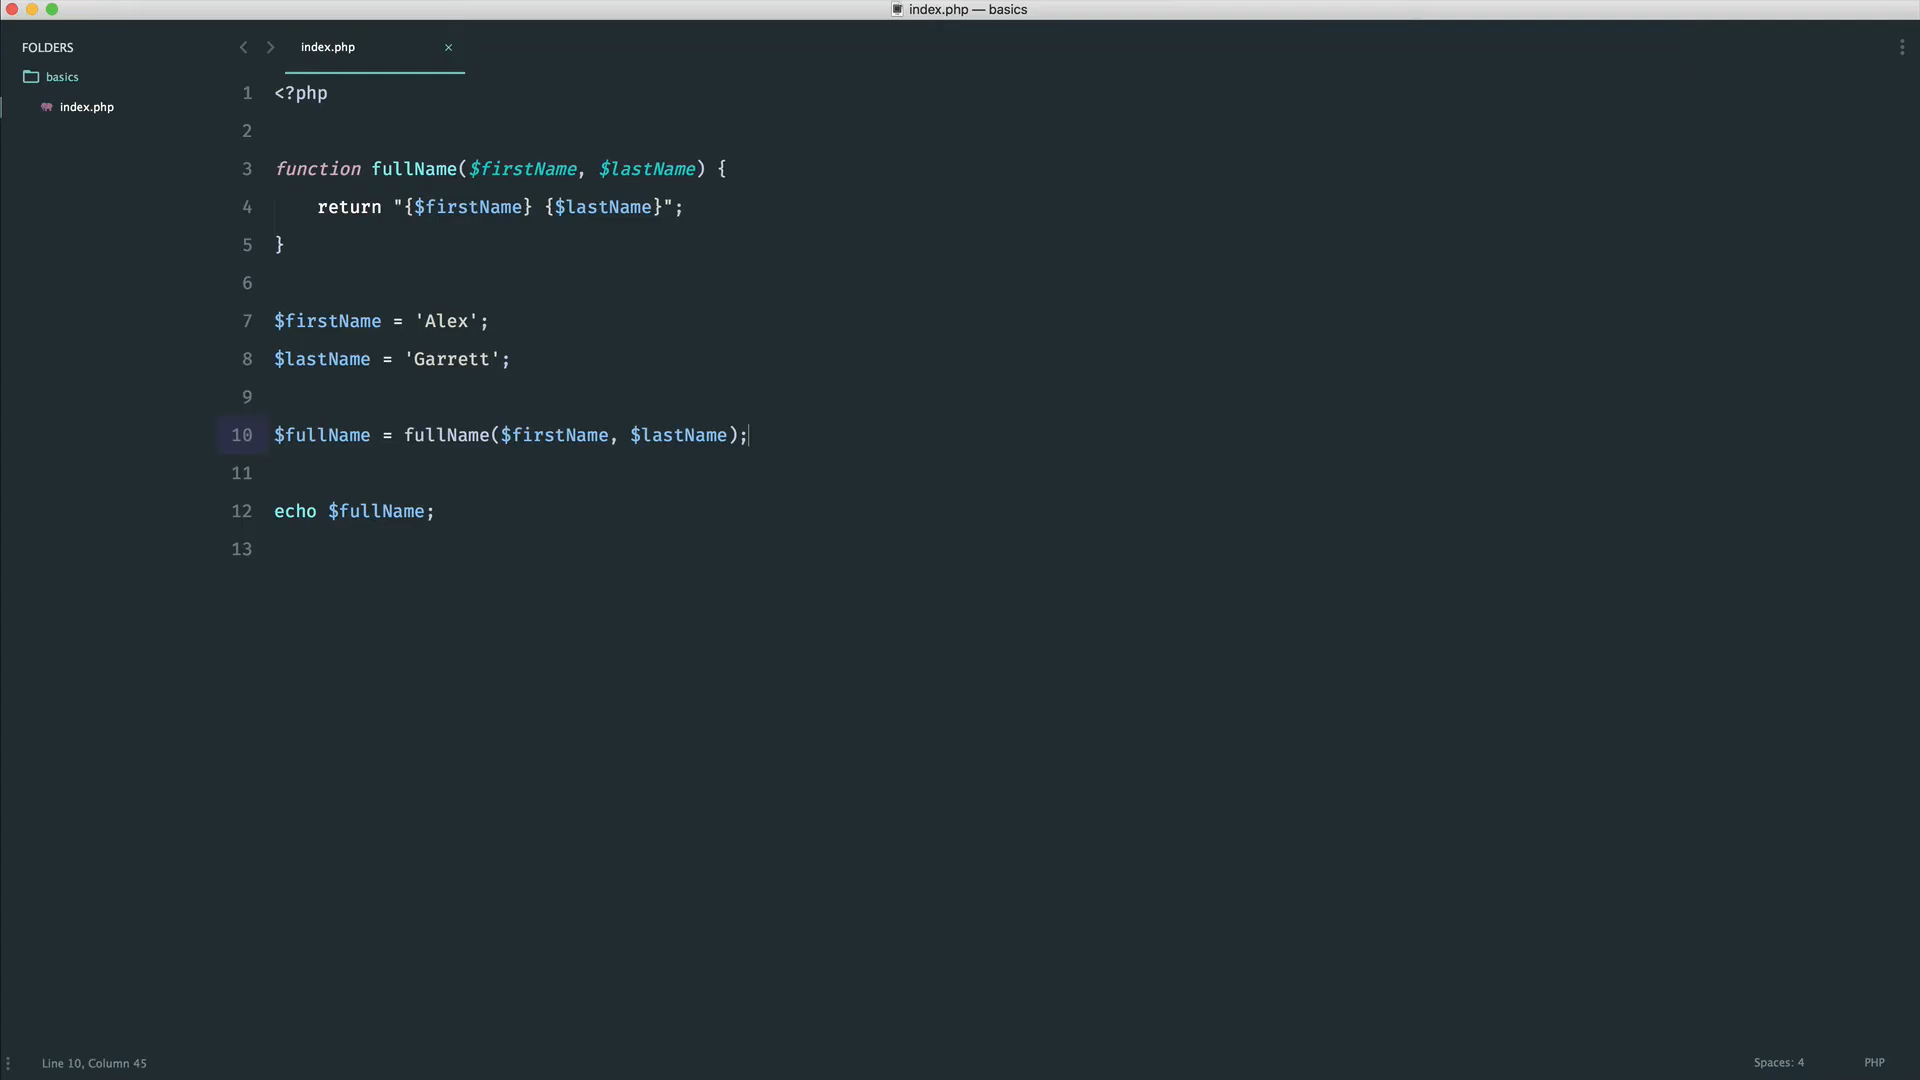 index.php — basics
FOLDERS
basics
index.php
index.php ×
1 <?php
2
3 function fullName($firstName, $lastName) {
4     return "{$firstName} {$lastName}";
5 }
6
7 $firstName = 'Alex';
8 $lastName = 'Garrett';
9
10 $fullName = fullName($firstName, $lastName);
11
12 echo $fullName;
13
Line 10, Column 45
Spaces: 4
PHP